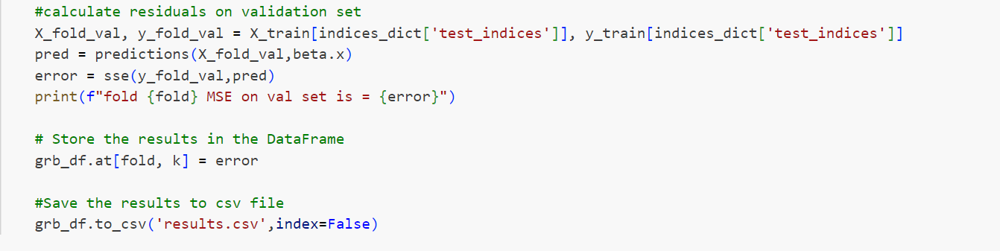 #calculate residuals on validation set
X_fold_val, y_fold_val = X_train[indices_dict['test_indices']], y_train[indices_dict['test_indices']]
pred = predictions(X_fold_val,beta.x)
error = sse(y_fold_val,pred)
print(f"fold {fold} MSE on val set is = {error}")
# Store the results in the DataFrame
grb_df.at[fold, k] = error
#Save the results to csv file
grb_df.to_csv('results.csv',index=False)